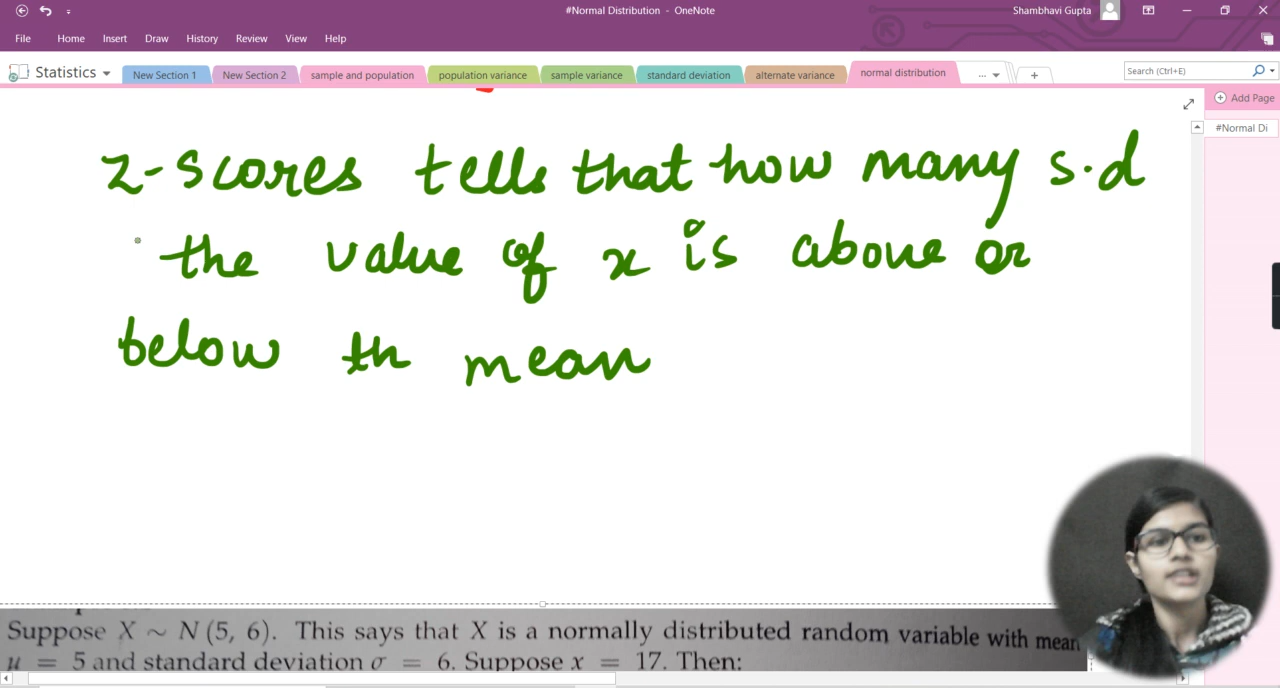 #Normal Distribution - OneNote
Shambhavi Gupta
File Home Insert Draw History Review View Help
Statistics
New Section 1 New Section 2 sample and population population variance sample variance standard deviation alternate variance normal distribution ... +
Search (Ctrl+E)
Add Page
#Normal Di
z-scores tells that how many s.d
the value of x is above or
below th mean
Suppose X ~ N (5, 6). This says that X is a normally distributed random variable with mean
μ = 5 and standard deviation σ = 6. Suppose x = 17. Then: